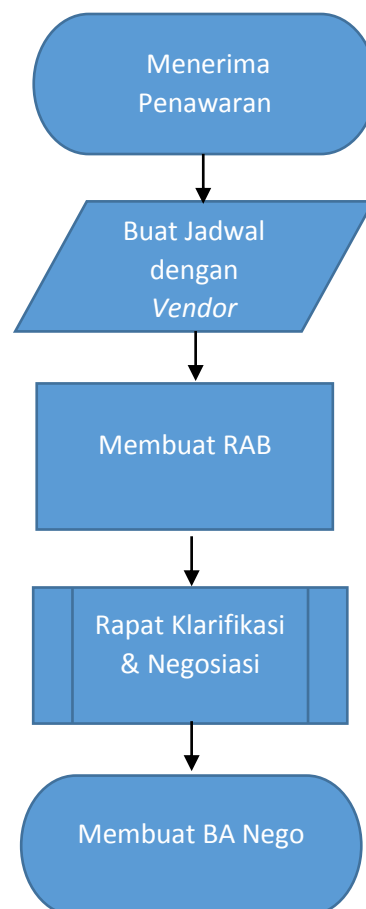 Menerima
Penawaran
Buat Jadwal
dengan
Vendor
Membuat RAB
Rapat Klarifikasi
& Negosiasi
Membuat BA Nego